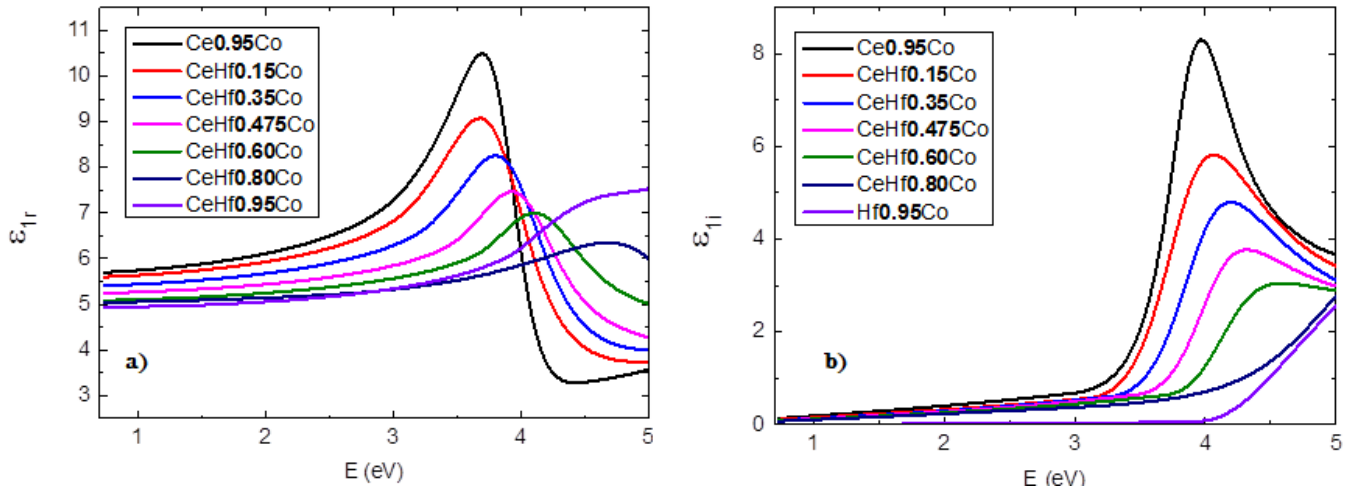 11
10
9
8
7
6
5
4
3
ε1r
Ce0.95Co
CeHf0.15Co
CeHf0.35Co
CeHf0.475Co
CeHf0.60Co
CeHf0.80Co
CeHf0.95Co
a)
1 2 3 4 5
E (eV)
8
6
4
2
0
ε1i
Ce0.95Co
CeHf0.15Co
CeHf0.35Co
CeHf0.475Co
CeHf0.60Co
CeHf0.80Co
Hf0.95Co
b)
1 2 3 4 5
E (eV)